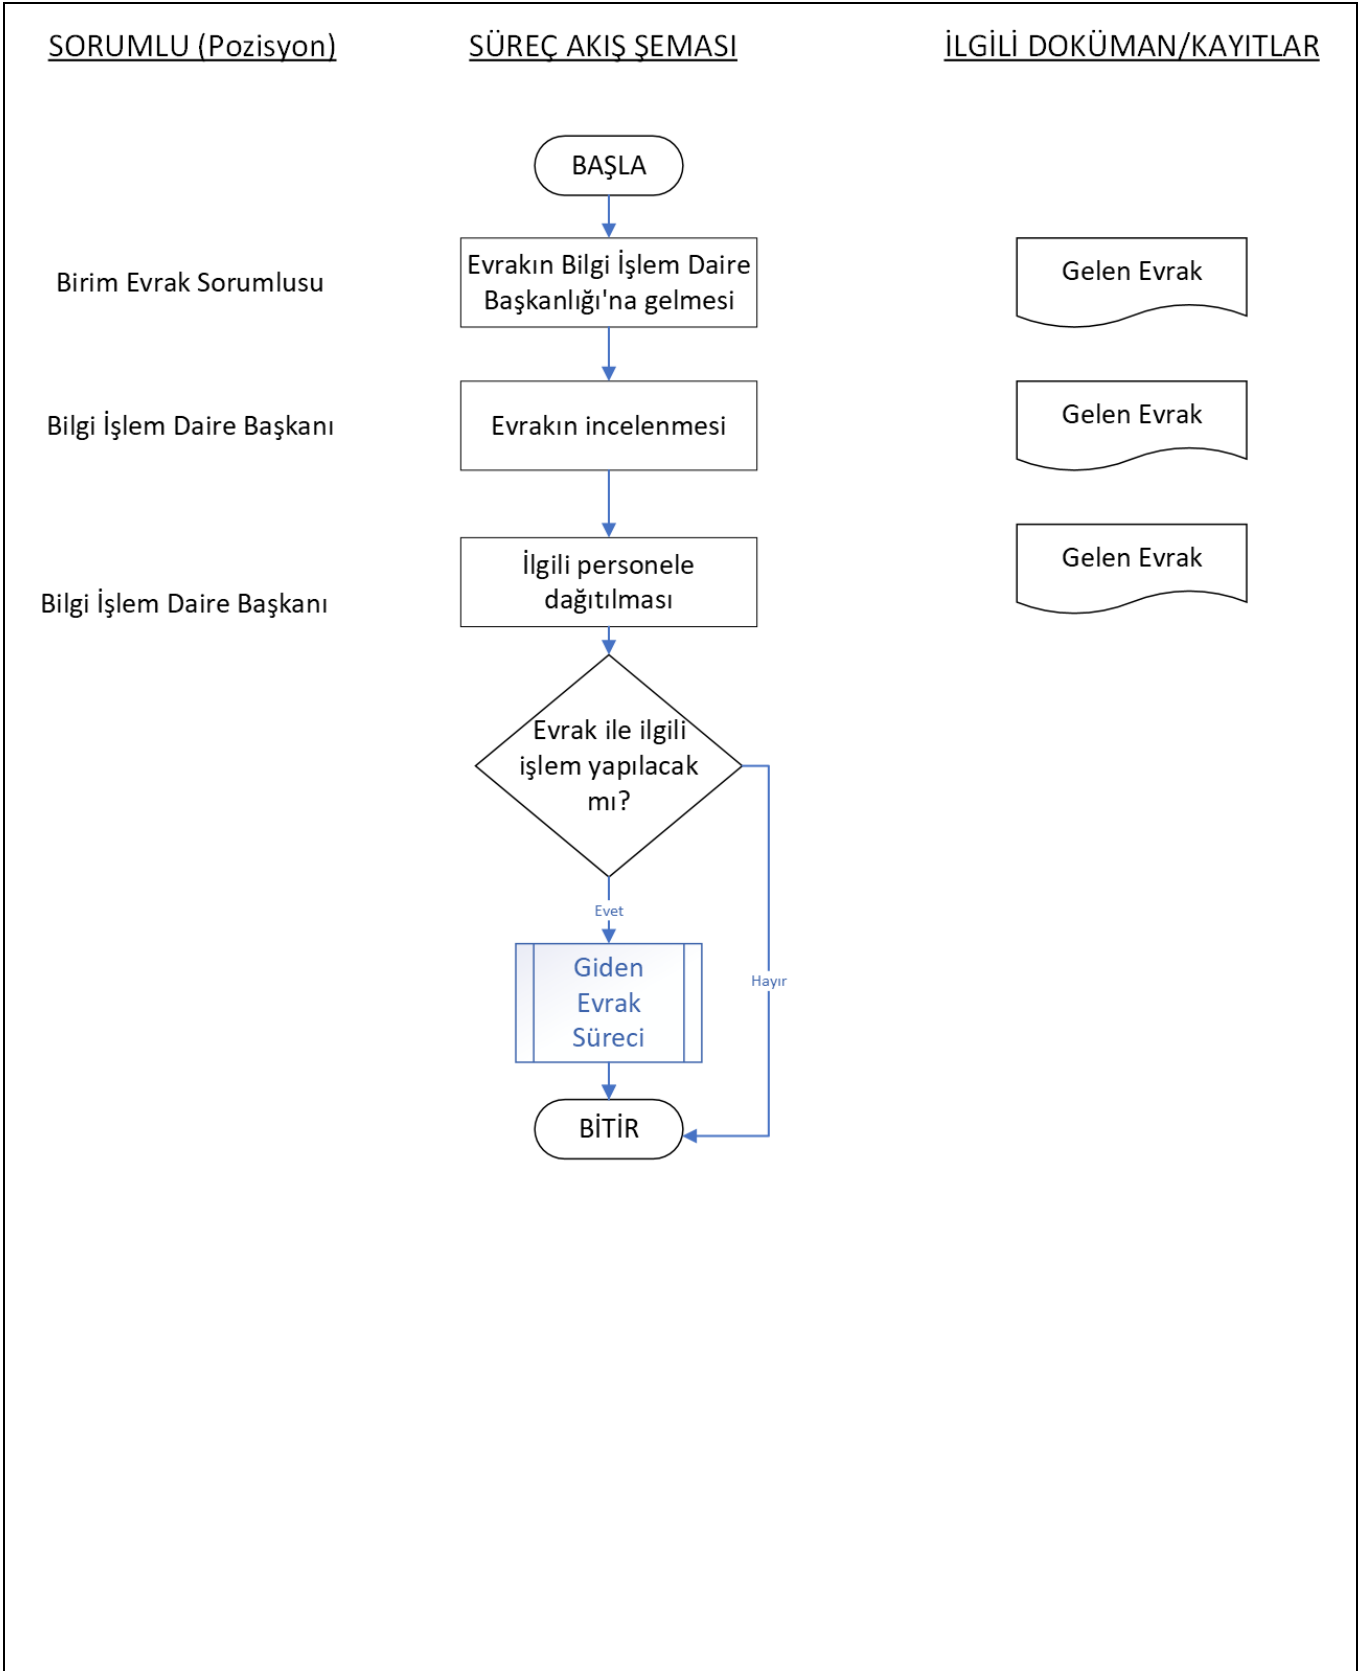 SORUMLU (Pozisyon)
SÜREÇ AKIŞ ŞEMASI
İLGİLİ DOKÜMAN/KAYITLAR
BAŞLA
Birim Evrak Sorumlusu
Evrakın Bilgi İşlem Daire
Başkanlığı'na gelmesi
Gelen Evrak
Bilgi İşlem Daire Başkanı
Evrakın incelenmesi
Gelen Evrak
Bilgi İşlem Daire Başkanı
İlgili personele
dağıtılması
Gelen Evrak
Evrak ile ilgili
işlem yapılacak
mı?
Evet
Giden
Evrak
Süreci
Hayır
BİTİR